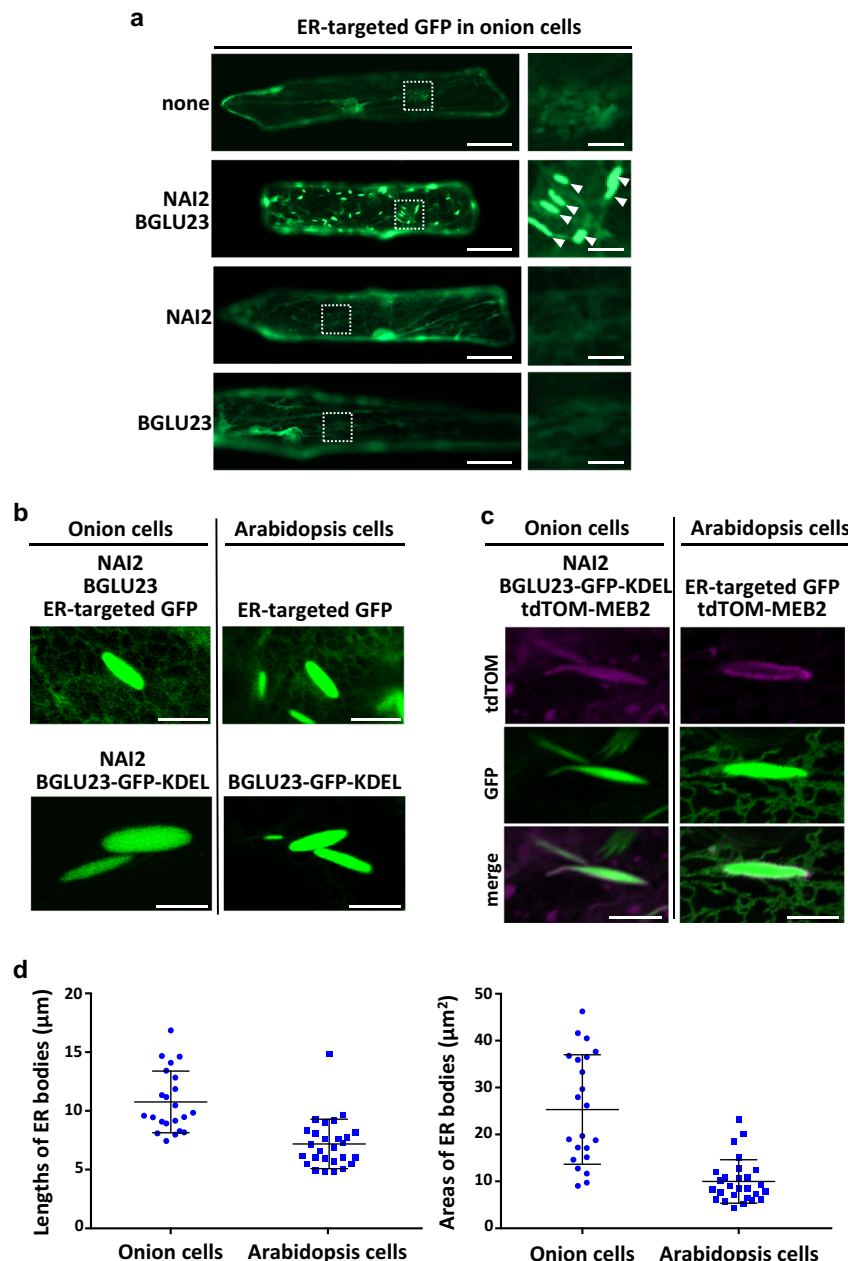 a
ER-targeted GFP in onion cells
none
NAI2
BGLU23
NAI2
BGLU23
b
Onion cells
Arabidopsis cells
NAI2
BGLU23
ER-targeted GFP
ER-targeted GFP
NAI2
BGLU23-GFP-KDEL
BGLU23-GFP-KDEL
c
Onion cells
Arabidopsis cells
NAI2
BGLU23-GFP-KDEL
tdTOM-MEB2
ER-targeted GFP
tdTOM-MEB2
tdTOM
GFP
merge
d
Lengths of ER bodies (μm)
20
15
10
5
0
Onion cells
Arabidopsis cells
Areas of ER bodies (μm²)
50
40
30
20
10
0
Onion cells
Arabidopsis cells